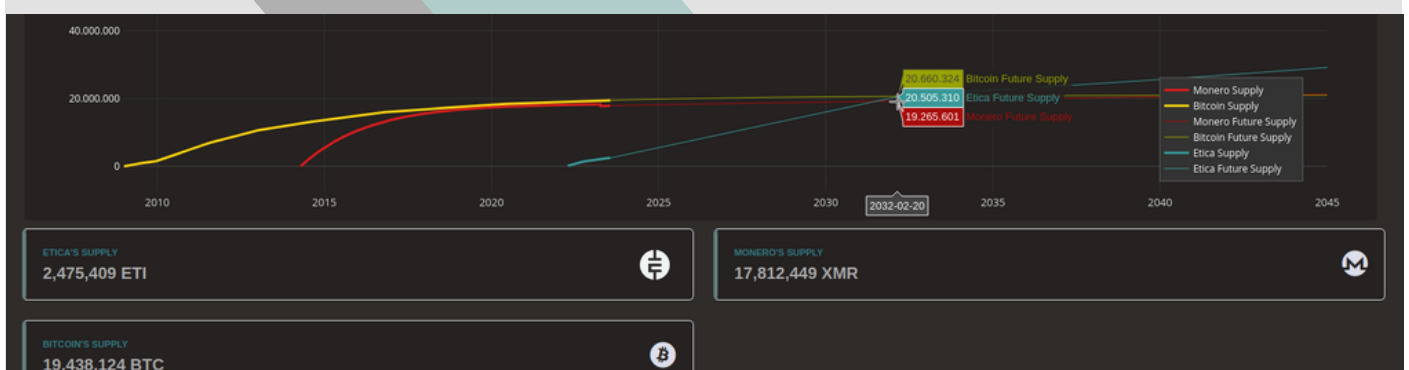 40.000.000
20.000.000
0
20.660.324 Bitcoin Future Supply
20.505.310 Etica Future Supply
19.265.601 Monero Future Supply
Monero Supply
Bitcoin Supply
Monero Future Supply
Bitcoin Future Supply
Etica Supply
Etica Future Supply
2010 2015 2020 2025 2030 2032-02-20 2035 2040 2045
ETICA'S SUPPLY
2,475,409 ETI
MONERO'S SUPPLY
17,812,449 XMR
BITCOIN'S SUPPLY
19,438,124 BTC